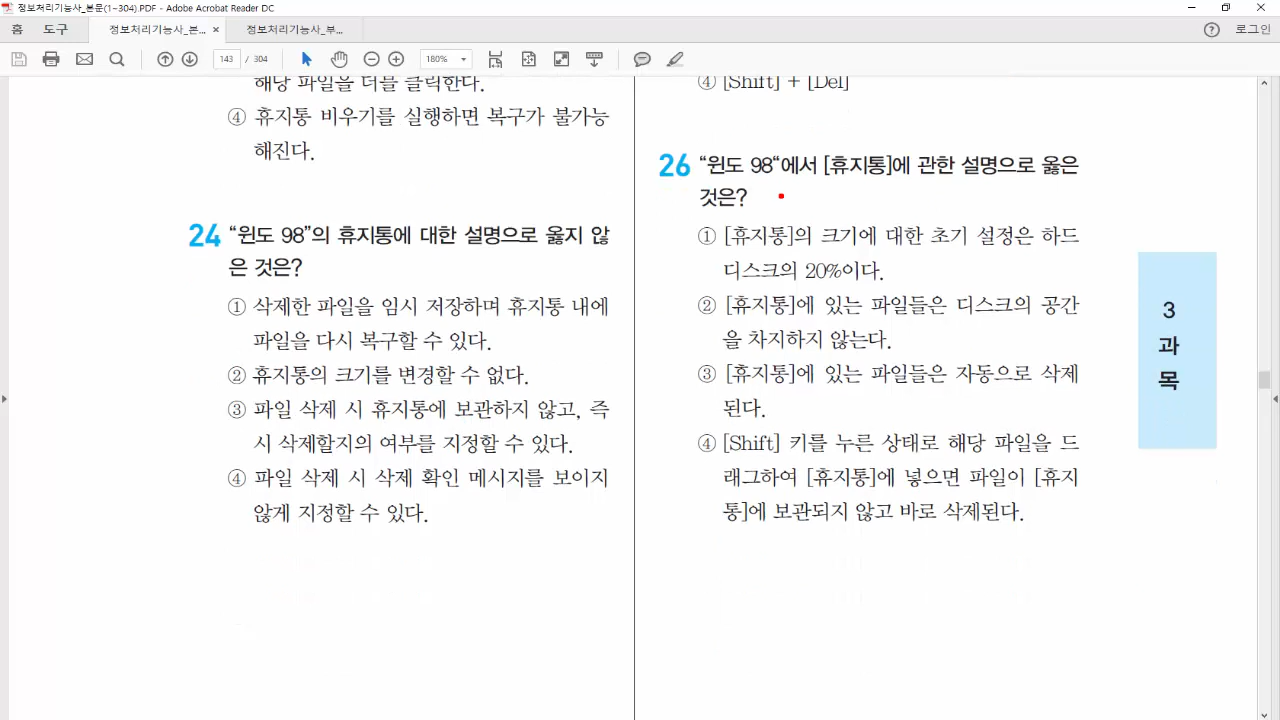 정보처리기능사_본문(1~304).PDF - Adobe Acrobat Reader DC
홈 도구 정보처리기능사_본... × 정보처리기능사_부... 로그인
143 / 304 180%
해당 파일을 더블 클릭한다.
④ 휴지통 비우기를 실행하면 복구가 불가능
해진다.
24 “윈도 98”의 휴지통에 대한 설명으로 옳지 않
은 것은?
① 삭제한 파일을 임시 저장하며 휴지통 내에
파일을 다시 복구할 수 있다.
② 휴지통의 크기를 변경할 수 없다.
③ 파일 삭제 시 휴지통에 보관하지 않고, 즉
시 삭제할지의 여부를 지정할 수 있다.
④ 파일 삭제 시 삭제 확인 메시지를 보이지
않게 지정할 수 있다.
④ [Shift] + [Del]
26 “윈도 98“에서 [휴지통]에 관한 설명으로 옳은
것은?
① [휴지통]의 크기에 대한 초기 설정은 하드
디스크의 20%이다.
② [휴지통]에 있는 파일들은 디스크의 공간
을 차지하지 않는다.
③ [휴지통]에 있는 파일들은 자동으로 삭제
된다.
④ [Shift] 키를 누른 상태로 해당 파일을 드
래그하여 [휴지통]에 넣으면 파일이 [휴지
통]에 보관되지 않고 바로 삭제된다.
3
과
목